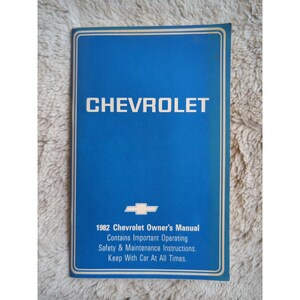 CHEVROLET
1982 Chevrolet Owner's Manual
Contains Important Operating
Safety & Maintenance Instructions.
Keep With Car At All Times.